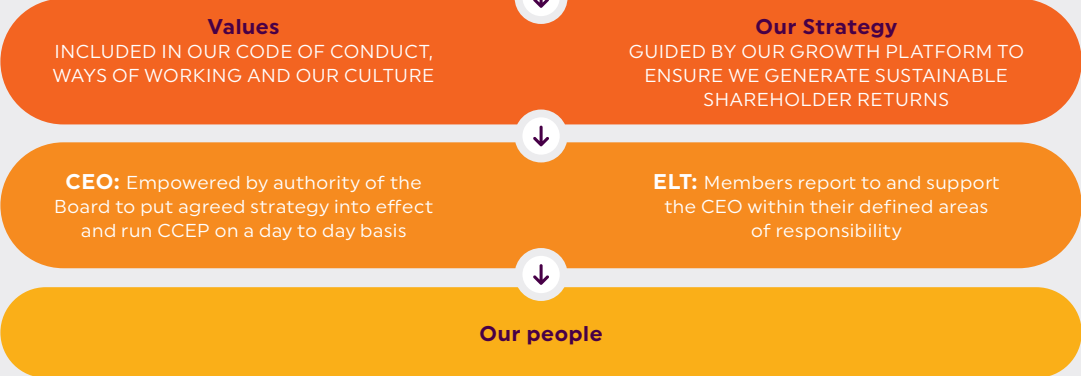 Values
INCLUDED IN OUR CODE OF CONDUCT,
WAYS OF WORKING AND OUR CULTURE
Our Strategy
GUIDED BY OUR GROWTH PLATFORM TO
ENSURE WE GENERATE SUSTAINABLE
SHAREHOLDER RETURNS
CEO: Empowered by authority of the
Board to put agreed strategy into effect
and run CCEP on a day to day basis
ELT: Members report to and support
the CEO within their defined areas
of responsibility
Our people